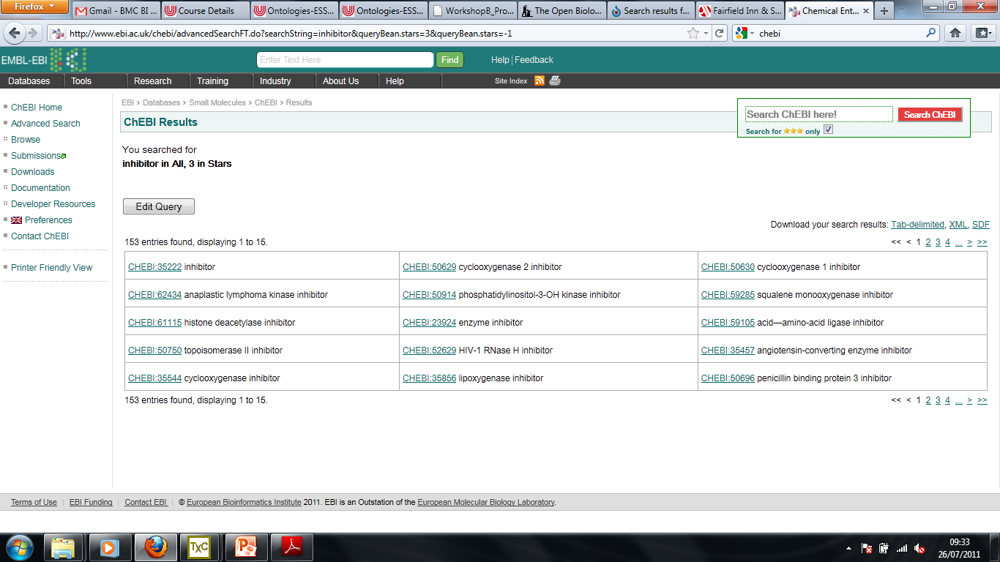 Firefox
Gmail - BMC BI ...
Course Details
Ontologies-ESS...
Ontologies-ESS...
WorkshopB_Pro...
The Open Biolo...
Search results f...
Fairfield Inn & S...
Chemical Ent...
http://www.ebi.ac.uk/chebi/advancedSearchFT.do?searchString=inhibitor&queryBean.stars=3&queryBean.stars=-1
chebi
EMBL-EBI
Enter Text Here
Find
Help
Feedback
Databases
Tools
Research
Training
Industry
About Us
Help
Site Index
ChEBI Home
Advanced Search
Browse
Submissions
Downloads
Documentation
Developer Resources
Preferences
Contact ChEBI
Printer Friendly View
EBI > Databases > Small Molecules > ChEBI > Results
ChEBI Results
Search ChEBI here!
Search ChEBI
Search for only
You searched for
inhibitor in All, 3 in Stars
Edit Query
Download your search results: Tab-delimited, XML, SDF
153 entries found, displaying 1 to 15.
<< < 1 2 3 4 ... > >>
CHEBI:35222 inhibitor
CHEBI:50629 cyclooxygenase 2 inhibitor
CHEBI:50630 cyclooxygenase 1 inhibitor
CHEBI:62434 anaplastic lymphoma kinase inhibitor
CHEBI:50914 phosphatidylinositol-3-OH kinase inhibitor
CHEBI:59285 squalene monooxygenase inhibitor
CHEBI:61115 histone deacetylase inhibitor
CHEBI:23924 enzyme inhibitor
CHEBI:59105 acid—amino-acid ligase inhibitor
CHEBI:50750 topoisomerase II inhibitor
CHEBI:52629 HIV-1 RNase H inhibitor
CHEBI:35457 angiotensin-converting enzyme inhibitor
CHEBI:35544 cyclooxygenase inhibitor
CHEBI:35856 lipoxygenase inhibitor
CHEBI:50696 penicillin binding protein 3 inhibitor
153 entries found, displaying 1 to 15.
<< < 1 2 3 4 ... > >>
Terms of Use
EBI Funding
Contact EBI
© European Bioinformatics Institute 2011. EBI is an Outstation of the European Molecular Biology Laboratory.
TxC
09:33
26/07/2011